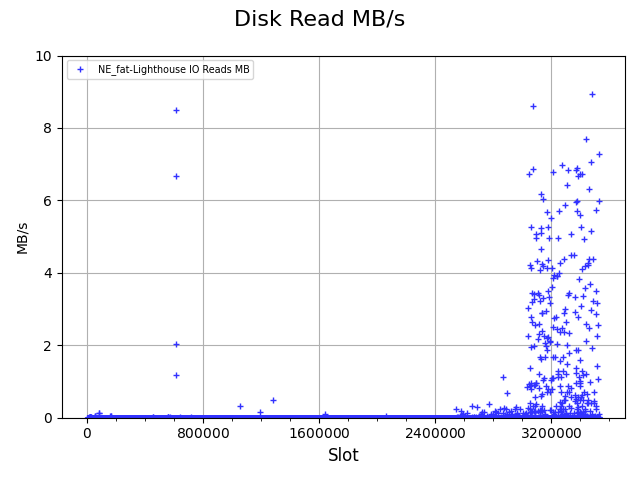 Disk Read MB/s
NE_fat-Lighthouse IO Reads MB
10
8
6
4
2
0
MB/s
0 800000 1600000 2400000 3200000
Slot